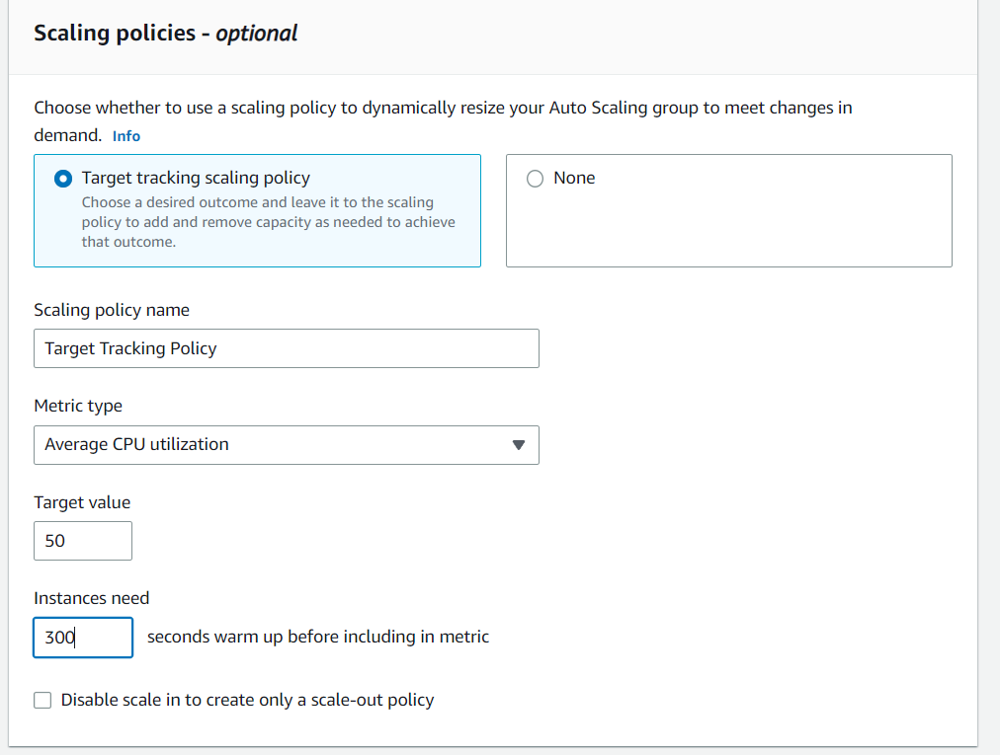 Scaling policies - optional
Choose whether to use a scaling policy to dynamically resize your Auto Scaling group to meet changes in
demand. Info
Target tracking scaling policy
Choose a desired outcome and leave it to the scaling
policy to add and remove capacity as needed to achieve
that outcome.
None
Scaling policy name
Target Tracking Policy
Metric type
Average CPU utilization
Target value
50
Instances need
300 seconds warm up before including in metric
Disable scale in to create only a scale-out policy